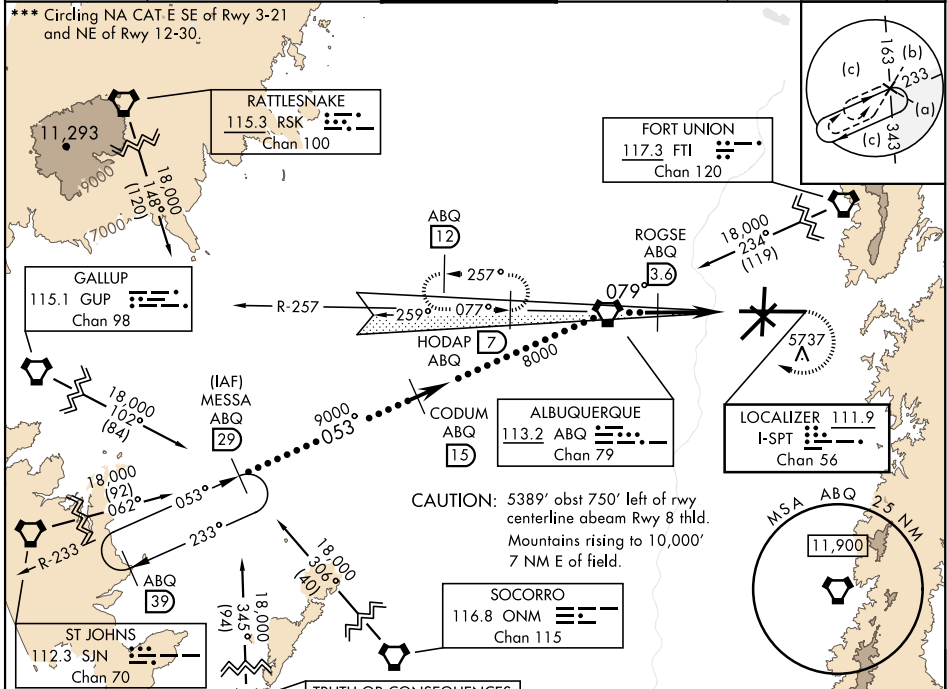 *** Circling NA CAT E SE of Rwy 3-21
and NE of Rwy 12-30.
163
(b)
(c)
233
(a)
(c)
343
RATTLESNAKE
115.3 RSK
Chan 100
11,293
9000
7000
18,000
148°
(120)
FORT UNION
117.3 FTI
Chan 120
18,000
234°
(119)
ABQ
12
ROGSE
ABQ
3.6
GALLUP
115.1 GUP
Chan 98
R-257
257°
259°
077°
079°
HODAP
ABQ
7
8000
5737
18,000
102°
(84)
(IAF)
MESSA
ABQ
29
9000
053°
CODUM
ABQ
15
ALBUQUERQUE
113.2 ABQ
Chan 79
LOCALIZER 111.9
I-SPT
Chan 56
18,000
(92)
062°
053°
233°
R-233
ABQ
39
CAUTION: 5389' obst 750' left of rwy
centerline abeam Rwy 8 thld.
Mountains rising to 10,000'
7 NM E of field.
MSA ABQ 25 NM
11,900
18,000
306°
(40)
18,000
345°
(94)
SOCORRO
116.8 ONM
Chan 115
ST JOHNS
112.3 SJN
Chan 70
TRUTH OR CONSEQUENCES